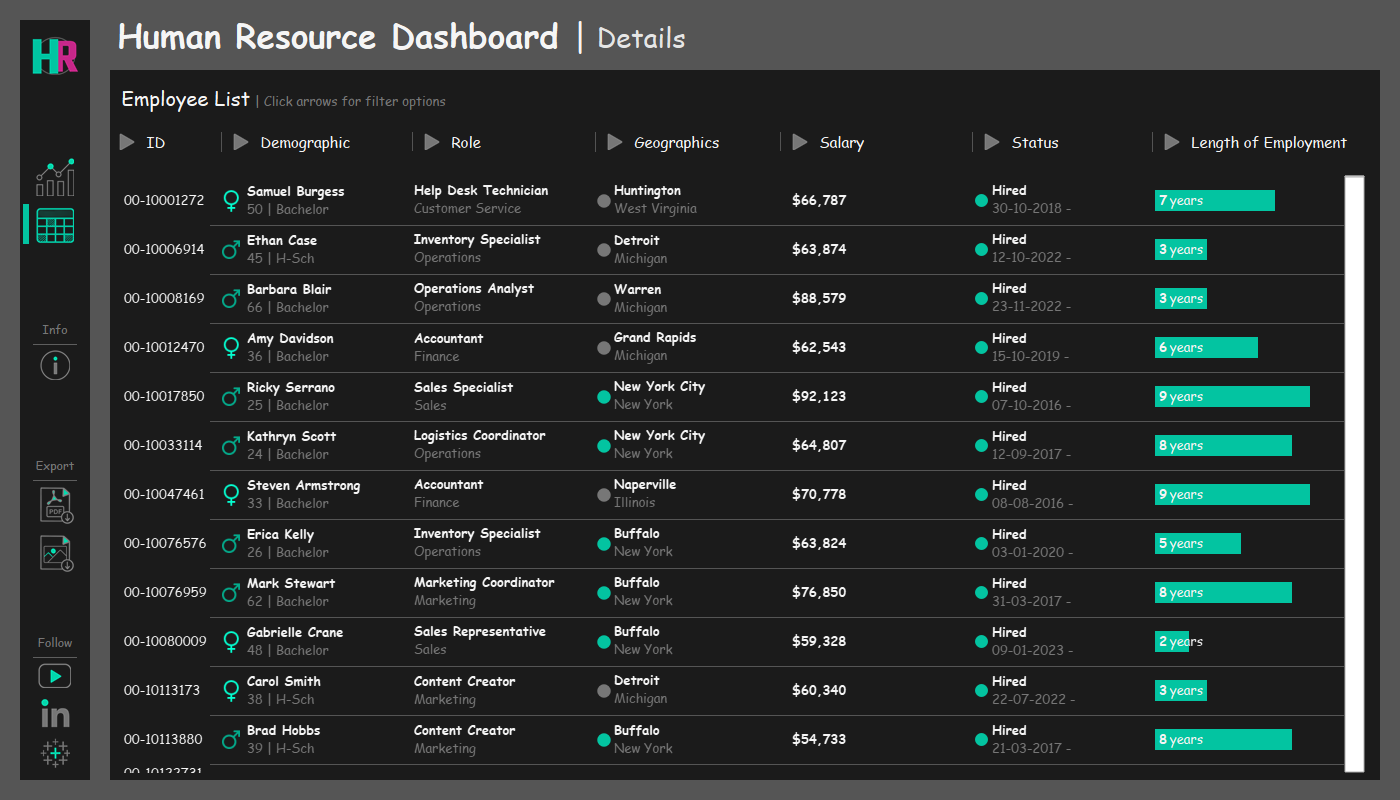 HR
Human Resource Dashboard | Details
Employee List | Click arrows for filter options
ID Demographic Role Geographics Salary Status Length of Employment
00-10001272 Samuel Burgess Help Desk Technician Huntington $66,787 Hired 7 years
50 | Bachelor Customer Service West Virginia 30-10-2018 -
00-10006914 Ethan Case Inventory Specialist Detroit $63,874 Hired 3 years
45 | H-Sch Operations Michigan 12-10-2022 -
00-10008169 Barbara Blair Operations Analyst Warren $88,579 Hired 3 years
66 | Bachelor Operations Michigan 23-11-2022 -
00-10012470 Amy Davidson Accountant Grand Rapids $62,543 Hired 6 years
36 | Bachelor Finance Michigan 15-10-2019 -
00-10017850 Ricky Serrano Sales Specialist New York City $92,123 Hired 9 years
25 | Bachelor Sales New York 07-10-2016 -
00-10033114 Kathryn Scott Logistics Coordinator New York City $64,807 Hired 8 years
24 | Bachelor Operations New York 12-09-2017 -
00-10047461 Steven Armstrong Accountant Naperville $70,778 Hired 9 years
33 | Bachelor Finance Illinois 08-08-2016 -
00-10076576 Erica Kelly Inventory Specialist Buffalo $63,824 Hired 5 years
26 | Bachelor Operations New York 03-01-2020 -
00-10076959 Mark Stewart Marketing Coordinator Buffalo $76,850 Hired 8 years
62 | Bachelor Marketing New York 31-03-2017 -
00-10080009 Gabrielle Crane Sales Representative Buffalo $59,328 Hired 2 years
48 | Bachelor Sales New York 09-01-2023 -
00-10113173 Carol Smith Content Creator Detroit $60,340 Hired 3 years
38 | H-Sch Marketing Michigan 22-07-2022 -
00-10113880 Brad Hobbs Content Creator Buffalo $54,733 Hired 8 years
39 | H-Sch Marketing New York 21-03-2017 -
Info
i
Export
PDF
Follow
in